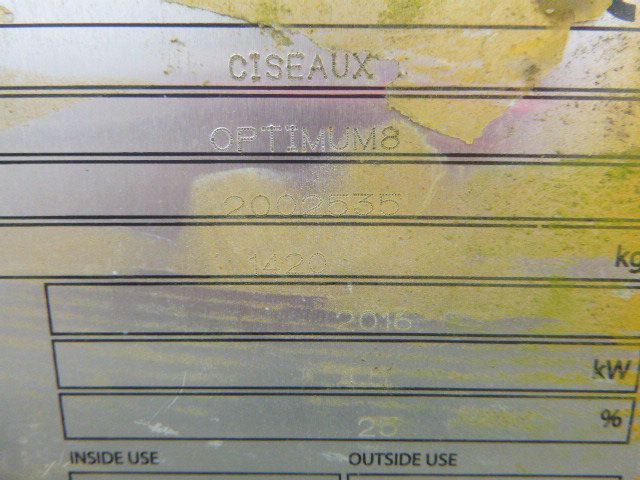 CISEAUX
OPTIMUM8
2002535
1420 kg
2016
kW
25 %
INSIDE USE OUTSIDE USE